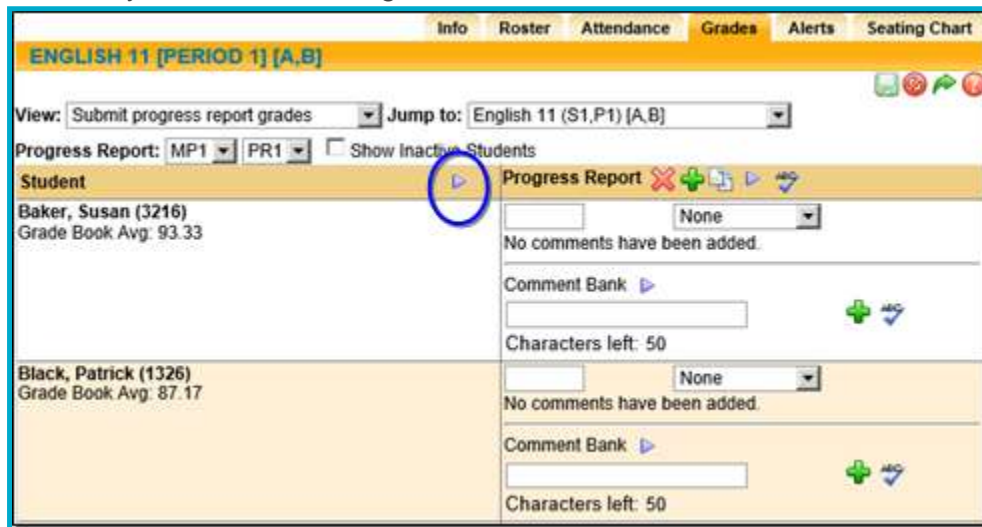 Info Roster Attendance Grades Alerts Seating Chart
ENGLISH 11 [PERIOD 1] [A,B]
View: Submit progress report grades Jump to: English 11 (S1,P1) [A,B]
Progress Report: MP1 PR1 Show Inactive Students
Student Progress Report
Baker, Susan (3216) None
Grade Book Avg: 93.33 No comments have been added.
Comment Bank
Characters left: 50
Black, Patrick (1326) None
Grade Book Avg: 87.17 No comments have been added.
Comment Bank
Characters left: 50